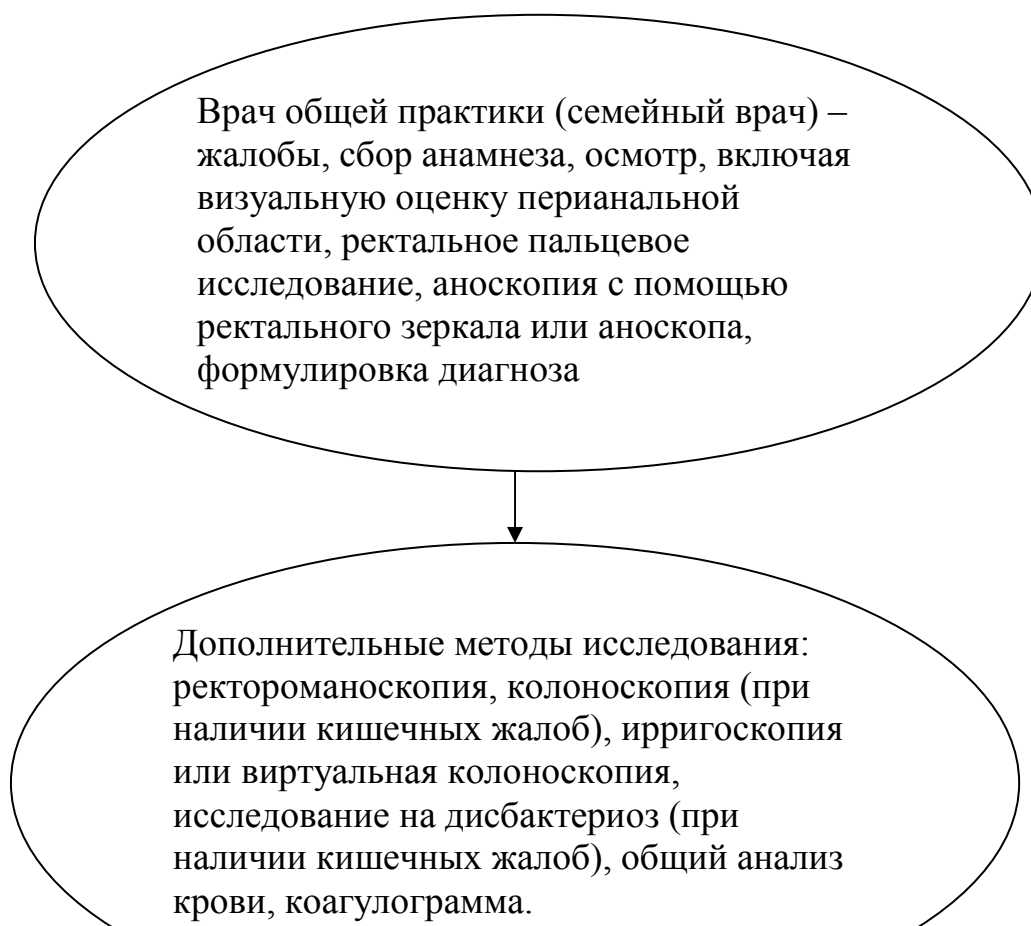 Врач общей практики (семейный врач) –
жалобы, сбор анамнеза, осмотр, включая
визуальную оценку перианальной
области, ректальное пальцевое
исследование, аноскопия с помощью
ректального зеркала или аноскопа,
формулировка диагноза
Дополнительные методы исследования:
ректороманоскопия, колоноскопия (при
наличии кишечных жалоб), ирригоскопия
или виртуальная колоноскопия,
исследование на дисбактериоз (при
наличии кишечных жалоб), общий анализ
крови, коагулограмма.